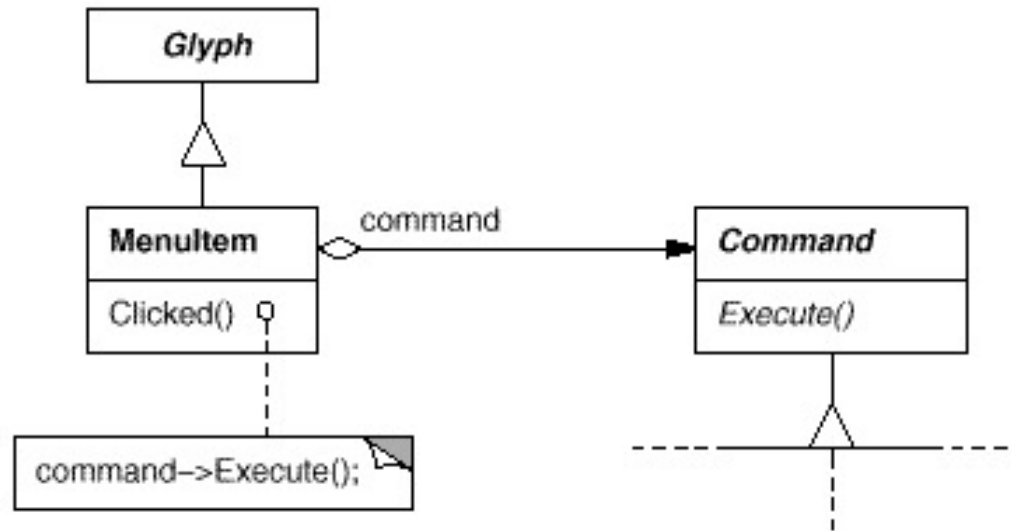 Glyph
MenuItem
command
Command
Clicked()
Execute()
command->Execute();